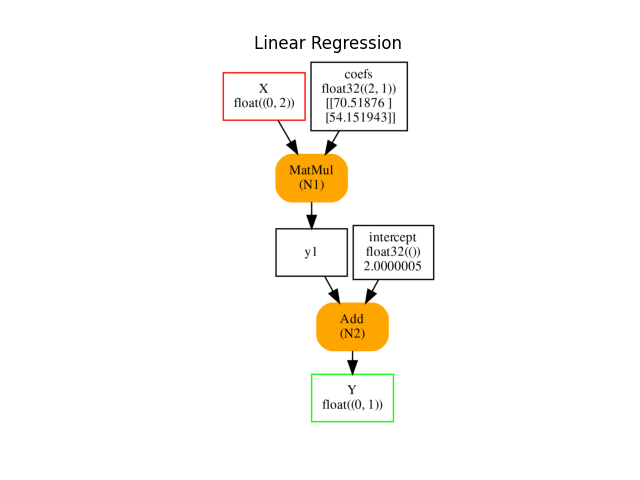 Linear Regression
X
float((0, 2))
coefs
float32((2, 1))
[[70.51876 ]
[54.151943]]
MatMul
(N1)
y1
intercept
float32(())
2.0000005
Add
(N2)
Y
float((0, 1))